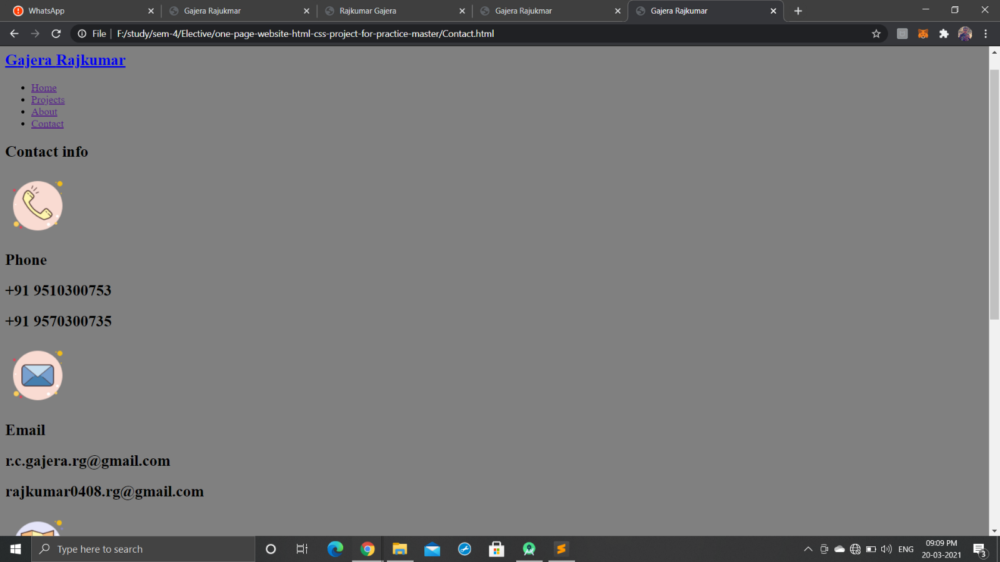 WhatsApp
Gajera Rajukmar
Rajkumar Gajera
Gajera Rajukmar
Gajera Rajkumar
File | F:/study/sem-4/Elective/one-page-website-html-css-project-for-practice-master/Contact.html
Gajera Rajkumar
Home
Projects
About
Contact
Contact info
Phone
+91 9510300753
+91 9570300735
Email
r.c.gajera.rg@gmail.com
rajkumar0408.rg@gmail.com
Type here to search
ENG
09:09 PM
20-03-2021
3